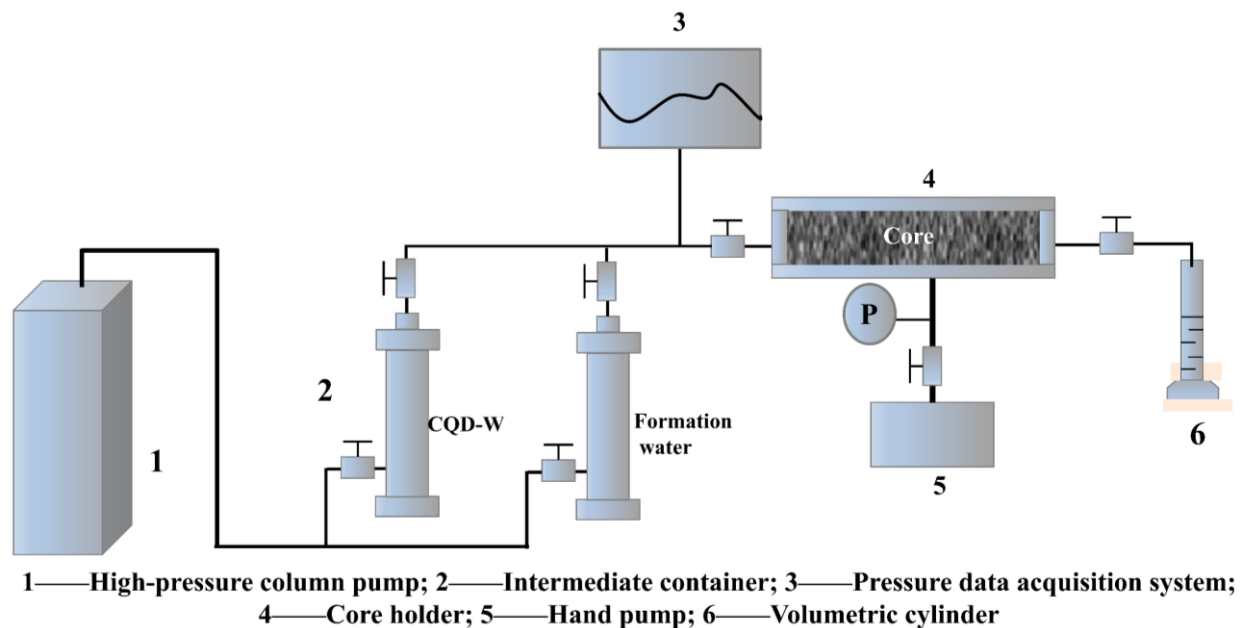 3
4
Core
P
2
CQD-W
Formation
water
1
5
6
1——High-pressure column pump; 2——Intermediate container; 3——Pressure data acquisition system;
4——Core holder; 5——Hand pump; 6——Volumetric cylinder